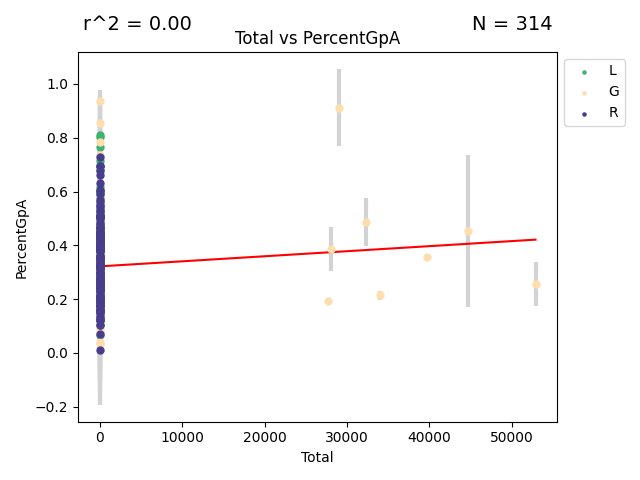 r^2 = 0.00
N = 314
Total vs PercentGpA
L
G
R
PercentGpA
1.0
0.8
0.6
0.4
0.2
0.0
−0.2
0
10000
20000
30000
40000
50000
Total